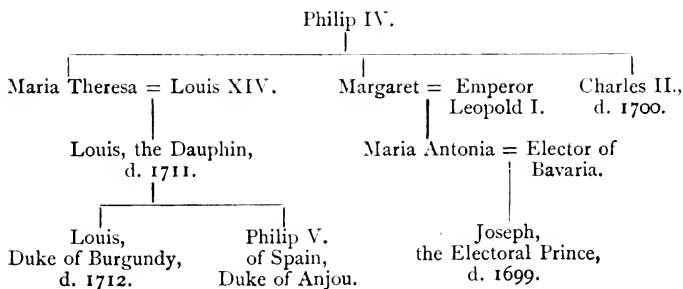 Philip IV.
Maria Theresa = Louis XIV. Margaret = Emperor Leopold I. Charles II., d. 1700.
Louis, the Dauphin, d. 1711. Maria Antonia = Elector of Bavaria.
Louis, Duke of Burgundy, d. 1712. Philip V. of Spain, Duke of Anjou. Joseph, the Electoral Prince, d. 1699.